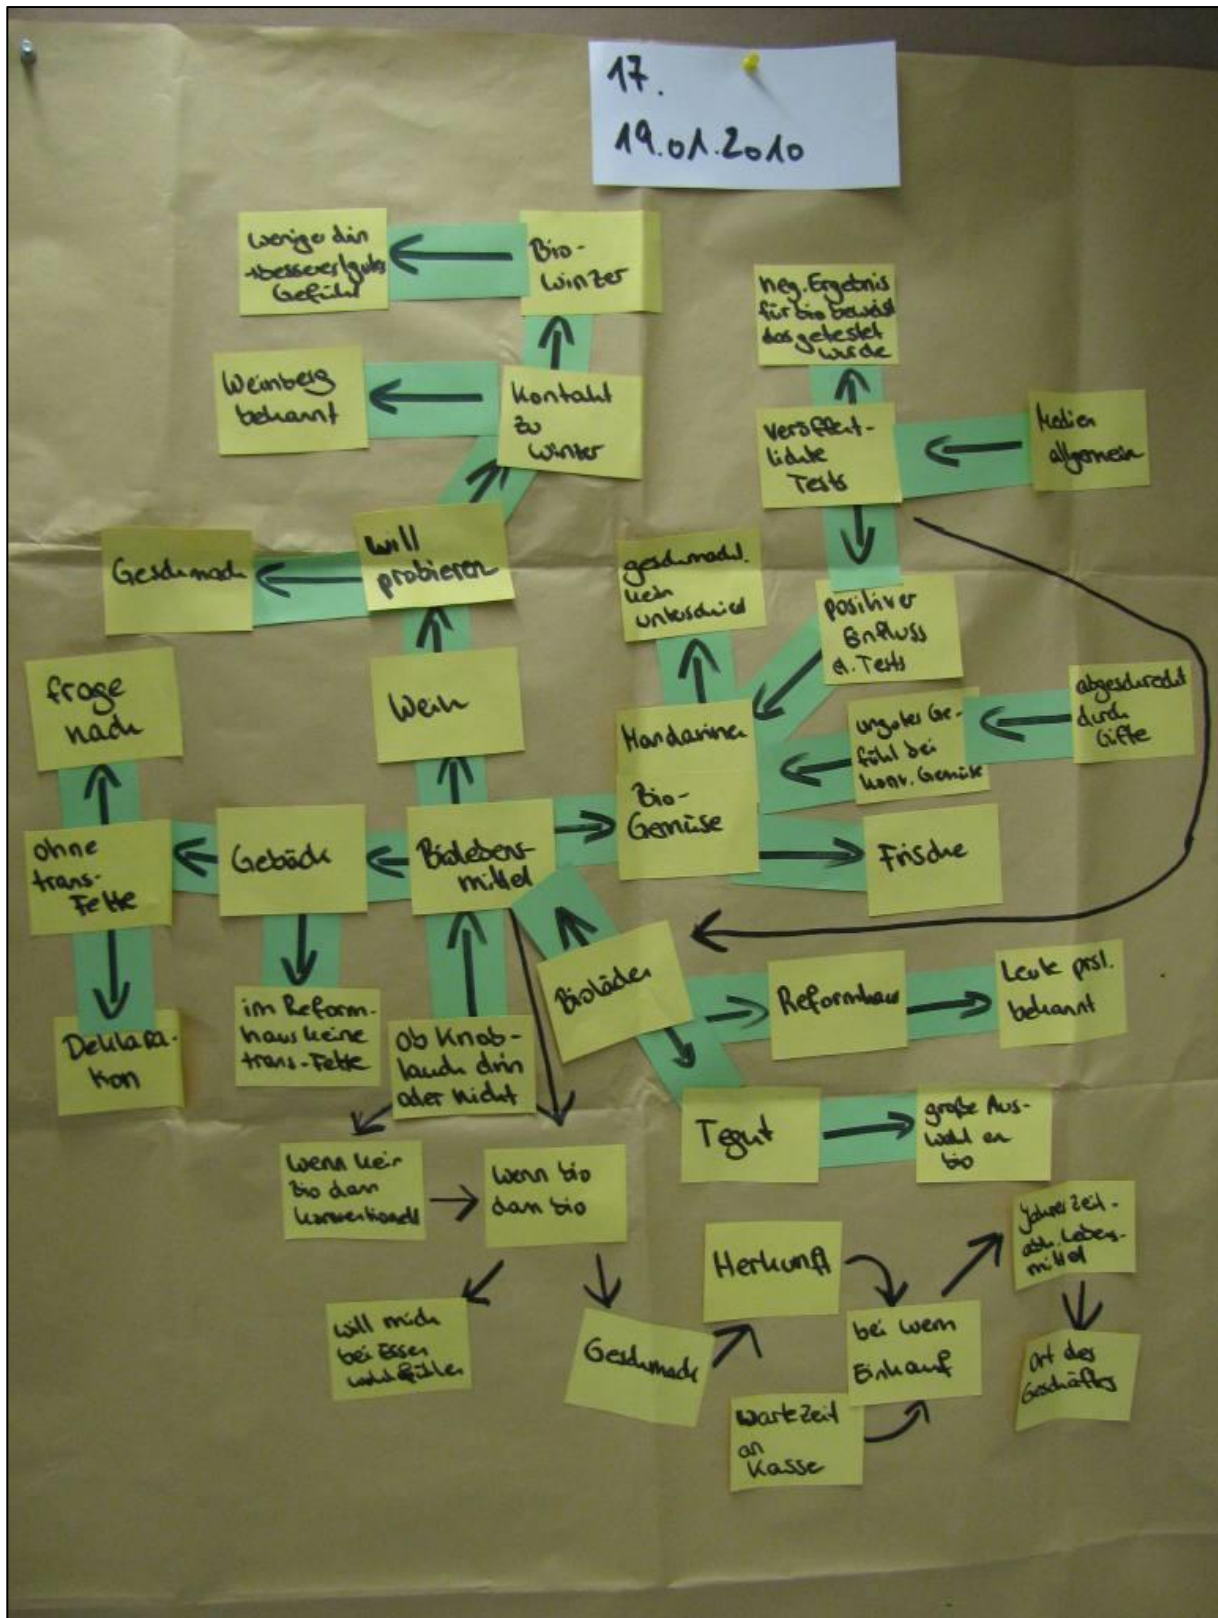 17.
19.01.2010
weniger drin
+besseres/gutes
Gefühl
Bio-
Winzer
neg. Ergebnis
für bio beweist
das getestet
wurde
Weinberg
bekannt
Kontakt
zu
Winzer
veröffent-
lichte
Tests
Medien
allgemein
Geschmack
will
probieren
geschmackl.
kein
unterschied
positiver
Einfluss
d. Tests
frage
nach
Wein
Mandarinen
ungutes Ge-
fühl bei
konv. Gemüse
abgeschreckt
durch
Gifte
ohne
trans-
Fette
Gebäck
Biolebens-
mittel
Bio-
Gemüse
Frische
Deklara-
tion
im Reform-
haus keine
trans-Fette
ob Knob-
lauch drin
oder nicht
Bioläden
Reformhaus
Leute prsl.
bekannt
Tegut
große Aus-
wahl an
bio
wenn kein
Bio dann
konventionell
wenn bio
dann bio
will mich
bei Essen
wohlfühlen
Geschmack
Herkunft
bei wem
Einkauf
Jahreszeit-
abh. Lebens-
mittel
Wartezeit
an
Kasse
Ort des
Geschäftes